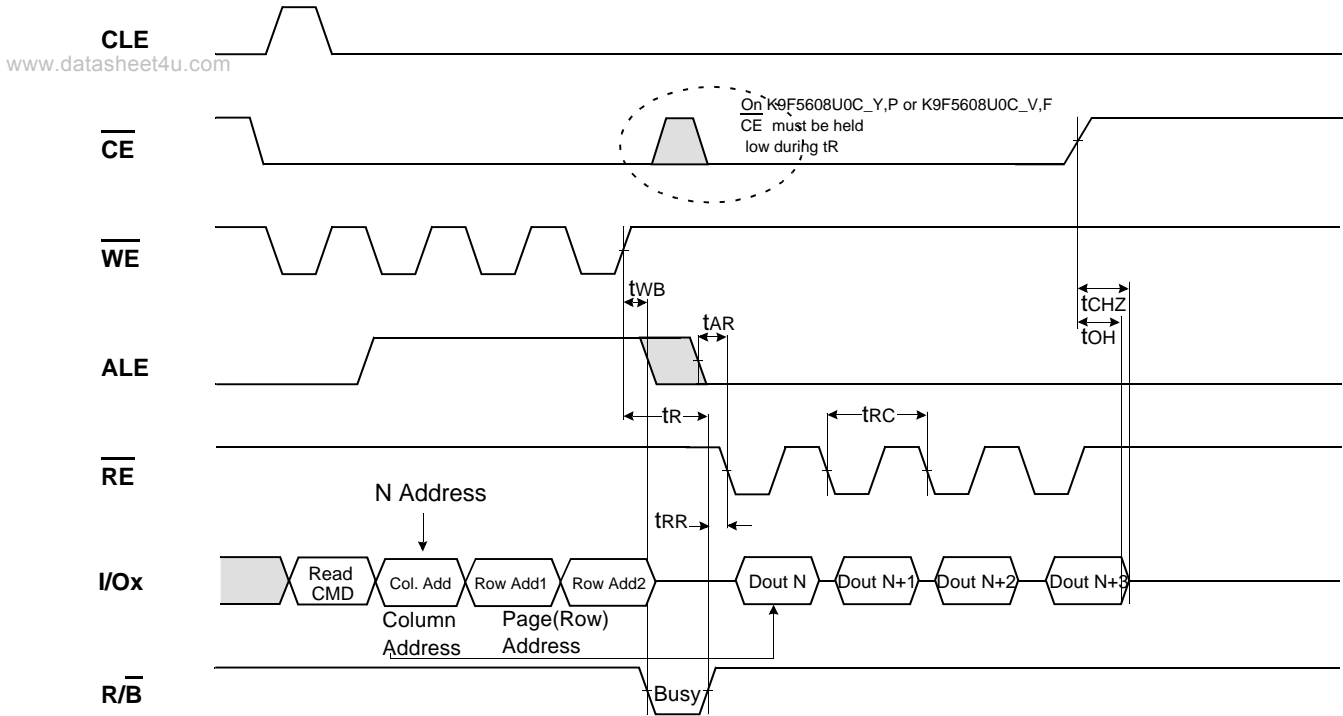 CLE
www.datasheet4u.com
On K9F5608U0C_Y,P or K9F5608U0C_V,F
CE must be held
low during tR
CE
WE
tWB
tCHZ
tAR
tOH
ALE
tR
tRC
RE
N Address
tRR
I/Ox
Read
CMD
Col. Add
Row Add1
Row Add2
Dout N
Dout N+1
Dout N+2
Dout N+3
Column
Address
Page(Row)
Address
R/B
Busy